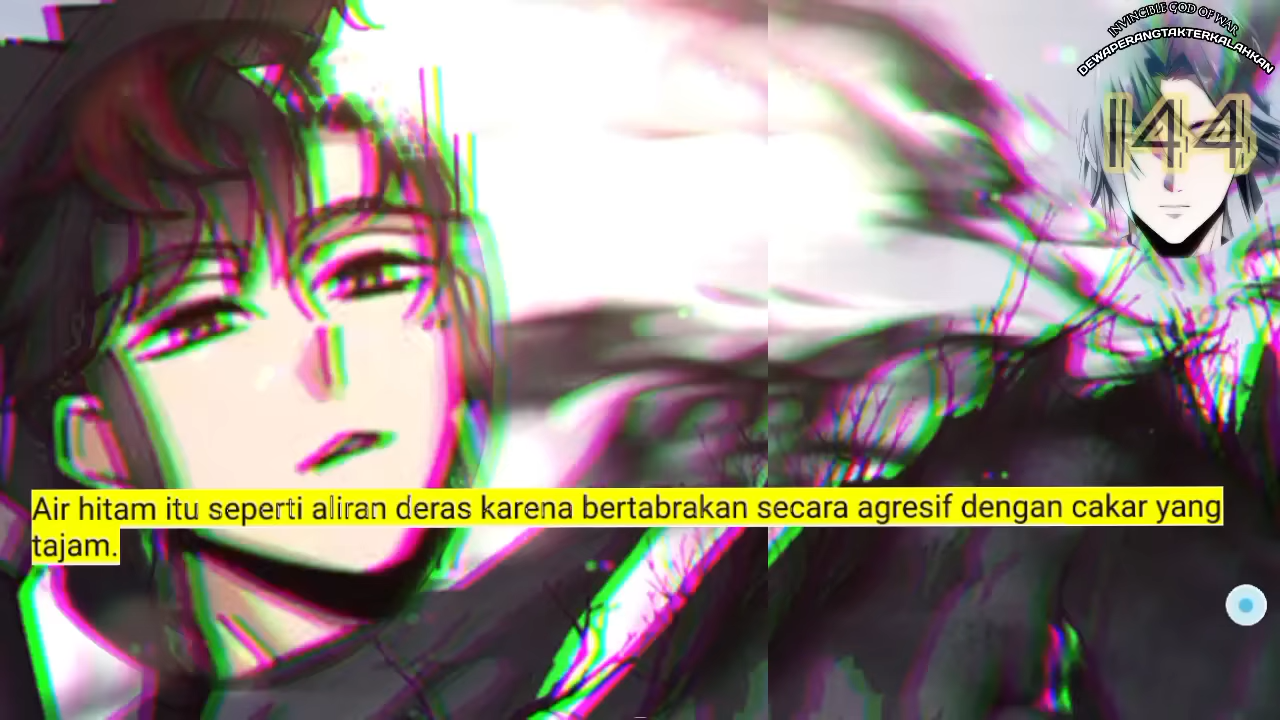 INVINCIBLE GOD OF WAR
DEWAPERANGTAKTERKALAHKAN
144
Air hitam itu seperti aliran deras karena bertabrakan secara agresif dengan cakar yang
tajam.